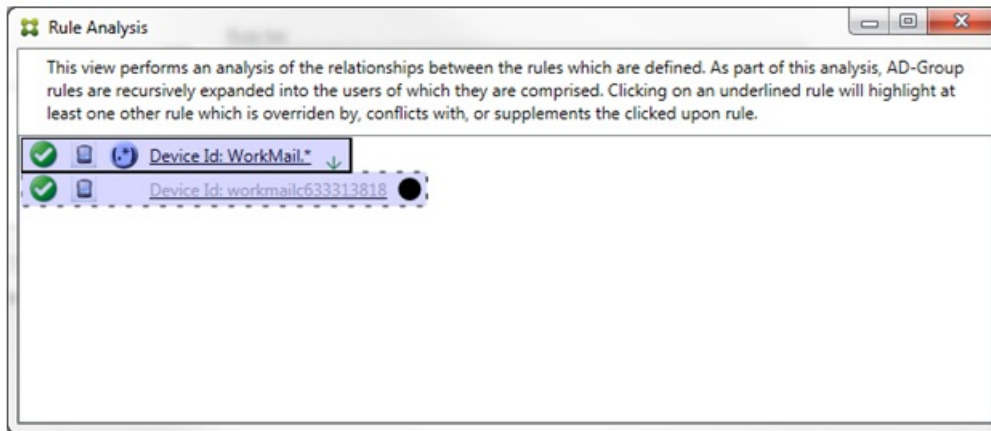 Rule Analysis
This view performs an analysis of the relationships between the rules which are defined. As part of this analysis, AD-Group
rules are recursively expanded into the users of which they are comprised. Clicking on an underlined rule will highlight at
least one other rule which is overriden by, conflicts with, or supplements the clicked upon rule.
(.*) Device Id: WorkMail.*
Device Id: workmailc633313818